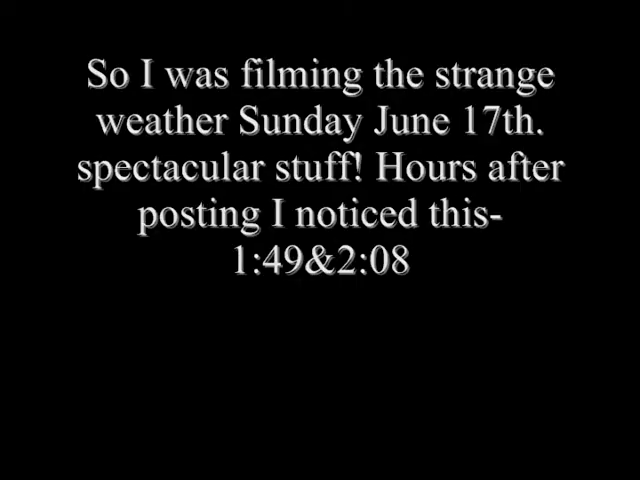 So I was filming the strange
weather Sunday June 17th.
spectacular stuff! Hours after
posting I noticed this-
1:49&2:08